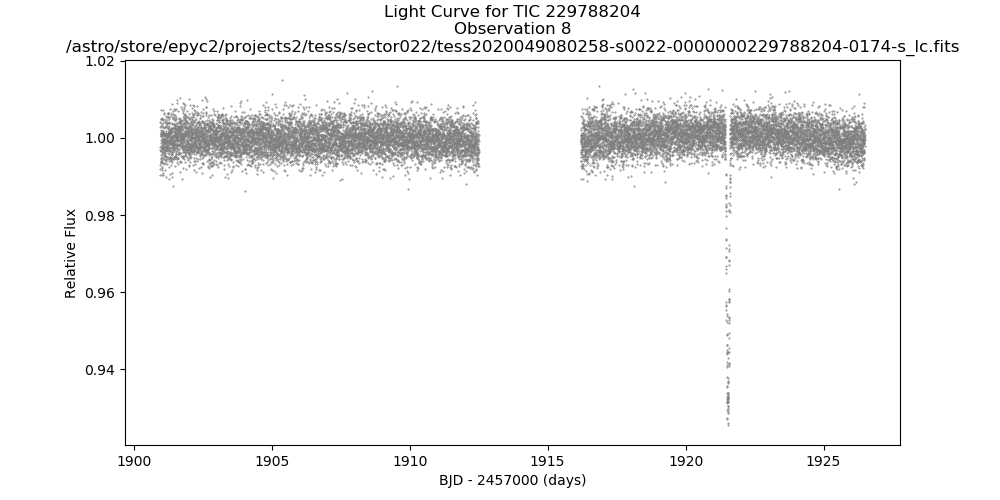 Light Curve for TIC 229788204
Observation 8
/astro/store/epyc2/projects2/tess/sector022/tess2020049080258-s0022-0000000229788204-0174-s_lc.fits
1.02
1.00
0.98
0.96
0.94
Relative Flux
1900
1905
1910
1915
1920
1925
BJD - 2457000 (days)